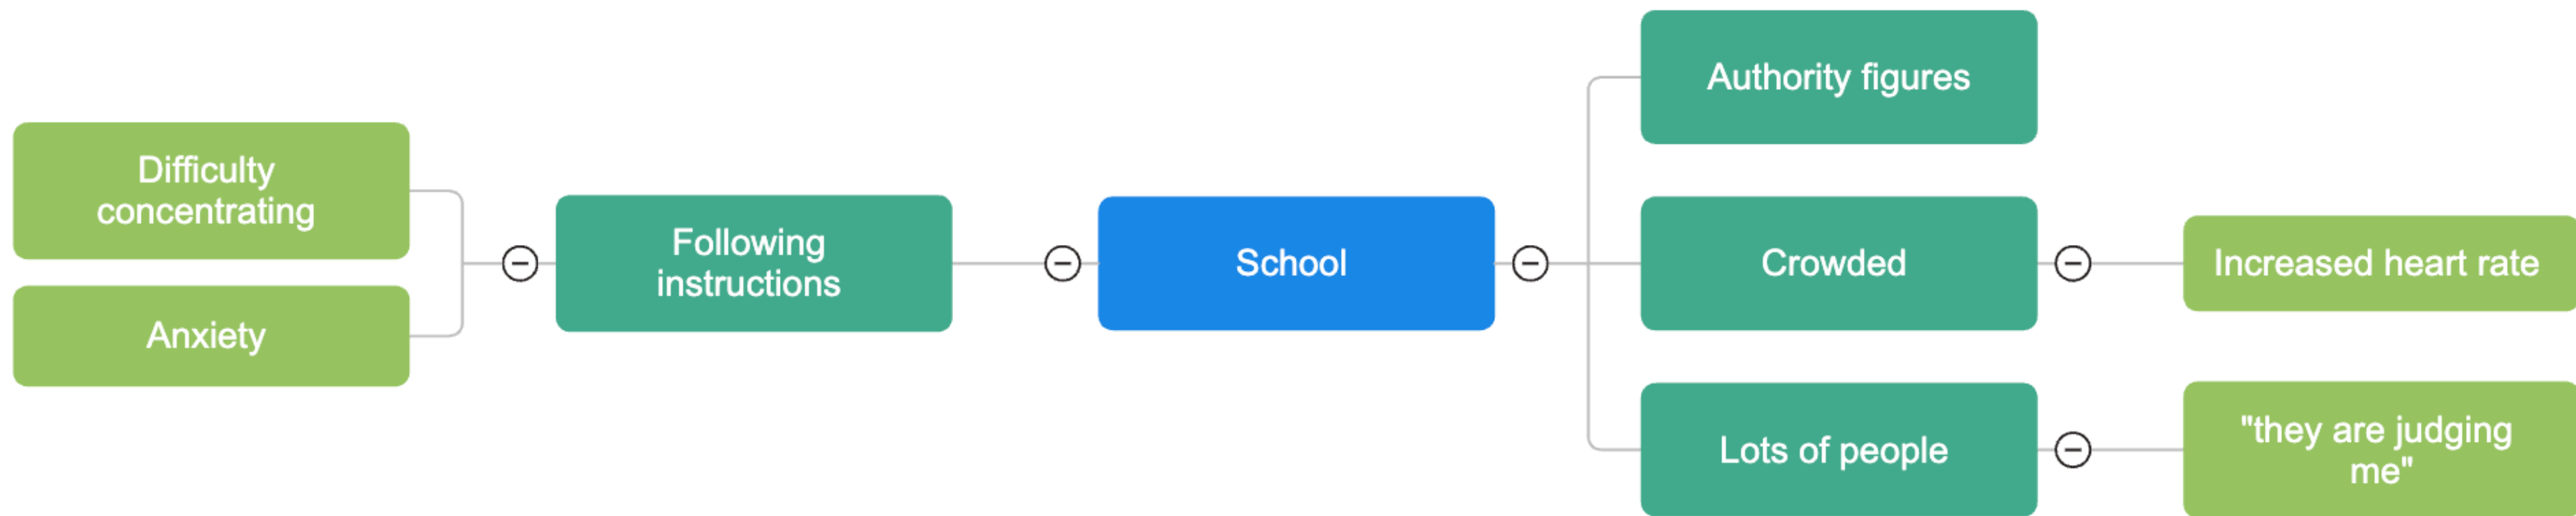 Difficulty
concentrating
Anxiety
Following
instructions
School
Authority figures
Crowded
Increased heart rate
Lots of people
"they are judging
me"